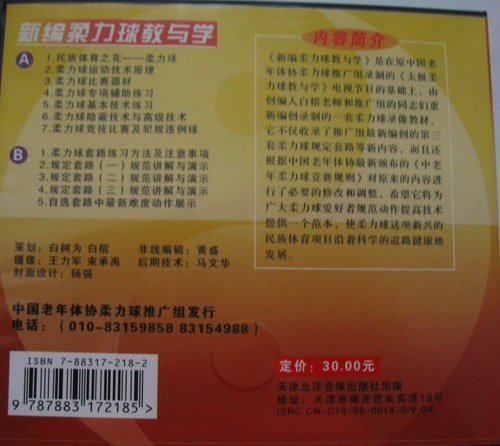 新编柔力球教与学
A
1.民族体育之花——柔力球
2.柔力球运动技术原理
3.柔力球比赛器材
4.柔力球专项辅助练习
5.柔力球基本技术练习
6.柔力球隐蔽技术与高级技术
7.柔力球竞技比赛及犯规违例球
B
1.柔力球套路练习方法及注意事项
2.规定套路（一）规范讲解与演示
3.规定套路（二）规范讲解与演示
4.规定套路（三）规范讲解与演示
5.自选套路中最新难度动作展示
策划：白树为 白榕 非线编辑：黄盛
摄像：王力军 束承禹 后期技术：马文华
封面设计：杨强
内容简介
《新编柔力球教与学》是在原中国老
年体协柔力球推广组录制的《太极
柔力球教与学》电视节目的基础上，由
创编人白榕老师和推广组的同志们重
新编创录制的一套柔力球录像教材。
它不仅收录了推广组最新编创的第三
套柔力球规定套路等新内容，而且还
根据中国老年体协最新颁布的《中老
年柔力球竞赛规则》对原来的内容进
行了必要的修改和调整，希望它将为
广大柔力球爱好者规范动作提高技术
提供一个范本，使柔力球这项新兴的
民族体育项目沿着科学的道路健康地
发展。
中国老年体协柔力球推广组发行
电话：（010-83159858 83154988）
ISBN 7-88317-218-2
9 787883 172185
定价：30.00元
天津北洋音像出版社出版
地址：天津市南开区长实道19号
ISRC CN-C19-05-0014-0/V.G4